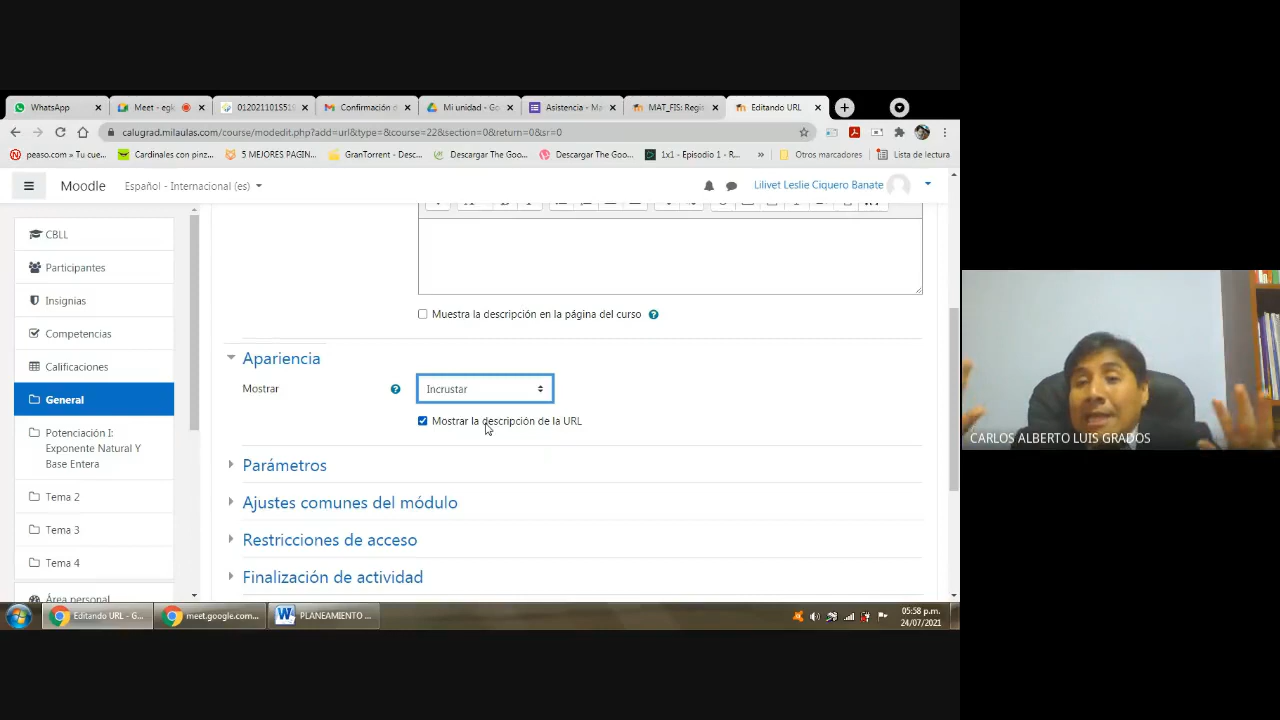 WhatsApp
Meet - egk
012021101S519
Confirmación d
Mi unidad - Go
Asistencia - Ma
MAT_FIS: Regis
Editando URL
calugrad.milaulas.com/course/modedit.php?add=url&type=&course=22&section=0&return=0&sr=0
peaso.com » Tu cue...
Cardinales con pinz...
5 MEJORES PAGIN...
GranTorrent - Desc...
Descargar The Goo...
Descargar The Goo...
1x1 - Episodio 1 - R...
»
Otros marcadores
Lista de lectura
Moodle
Español - Internacional (es)
Lilivet Leslie Ciquero Banate
CBLL
Participantes
Insignias
Competencias
Calificaciones
General
Potenciación I:
Exponente Natural Y
Base Entera
Tema 2
Tema 3
Tema 4
Área personal
Muestra la descripción en la página del curso
Apariencia
Mostrar
Incrustar
Mostrar la descripción de la URL
Parámetros
Ajustes comunes del módulo
Restricciones de acceso
Finalización de actividad
CARLOS ALBERTO LUIS GRADOS
Editando URL - G...
meet.google.com...
PLANEAMIENTO ...
05:58 p.m.
24/07/2021